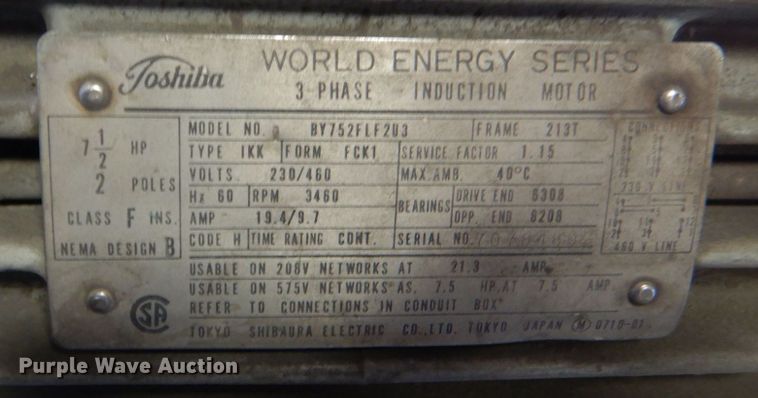 Toshiba WORLD ENERGY SERIES
3-PHASE INDUCTION MOTOR
7 1/2 HP
2 POLES
CLASS F INS.
NEMA DESIGN B
MODEL NO. BY752FLF2U3 FRAME 213T
TYPE IKK FORM FCK1 SERVICE FACTOR 1.15
VOLTS. 230/460 MAX AMB. 40°C
Hz 60 RPM 3460 BEARINGS DRIVE END 6308
AMP 19.4/9.7 OPP. END 6208
CODE H TIME RATING CONT. SERIAL NO.
CONNECTIONS
230 V LINE
460 V LINE
USABLE ON 208V NETWORKS AT 21.3 AMP
USABLE ON 575V NETWORKS AS. 7.5 HP.AT 7.5 AMP
REFER TO CONNECTIONS IN CONDUIT BOX
SA
TOKYO SHIBAURA ELECTRIC CO.,LTD. TOKYO JAPAN (M) 0710-01
Purple Wave Auction